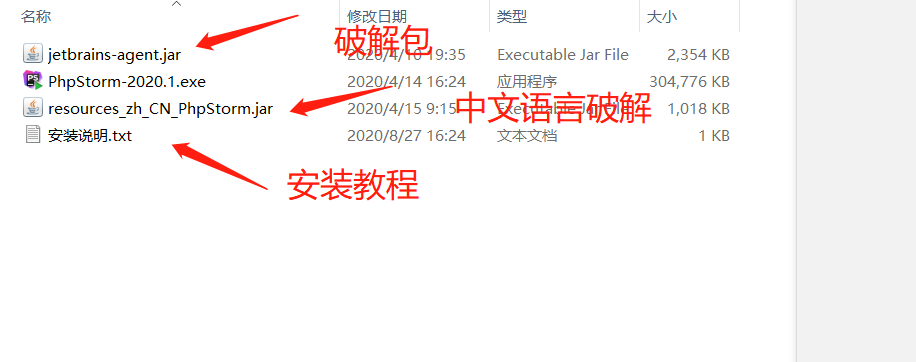 名称 修改日期 类型 大小
jetbrains-agent.jar 2020/4/10 19:35 Executable Jar File 2,354 KB
破解包
PhpStorm-2020.1.exe 2020/4/14 16:24 应用程序 304,776 KB
resources_zh_CN_PhpStorm.jar 2020/4/15 9:15 Executable Jar File 1,018 KB
中文语言破解
安装说明.txt 2020/8/27 16:24 文本文档 1 KB
安装教程